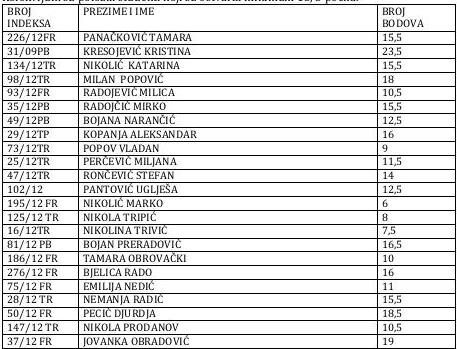 BROJ INDEKSA PREZIME I IME BROJ BODOVA
226/12FR PANAČKOVIĆ TAMARA 15,5
31/09PB KRESOJEVIĆ KRISTINA 23,5
134/12TR NIKOLIĆ KATARINA 15,5
98/12TR MILAN POPOVIĆ 18
93/12FR RADOJEVIĆ MILICA 10,5
35/12PB RADOJČIĆ MIRKO 15,5
49/12PB BOJANA NARANČIĆ 12,5
29/12TP KOPANJA ALEKSANDAR 16
73/12TR POPOV VLADAN 9
25/12TR PERČEVIĆ MILJANA 11,5
47/12TR RONČEVIĆ STEFAN 14
102/12 PANTOVIĆ UGLJEŠA 12,5
195/12 FR NIKOLIĆ MARKO 6
125/12 TR NIKOLA TRIPIĆ 8
16/12TR NIKOLINA TRIVIĆ 7,5
81/12 PB BOJAN PRERADOVIĆ 16,5
186/12 FR TAMARA OBROVAČKI 10
276/12 FR BJELICA RADO 16
75/12 FR EMILIJA NEDIĆ 11
28/12 TR NEMANJA RADIĆ 15,5
50/12 FR PECIĆ DJURDJA 18,5
147/12 TR NIKOLA PRODANOV 10,5
37/12 FR JOVANKA OBRADOVIĆ 19